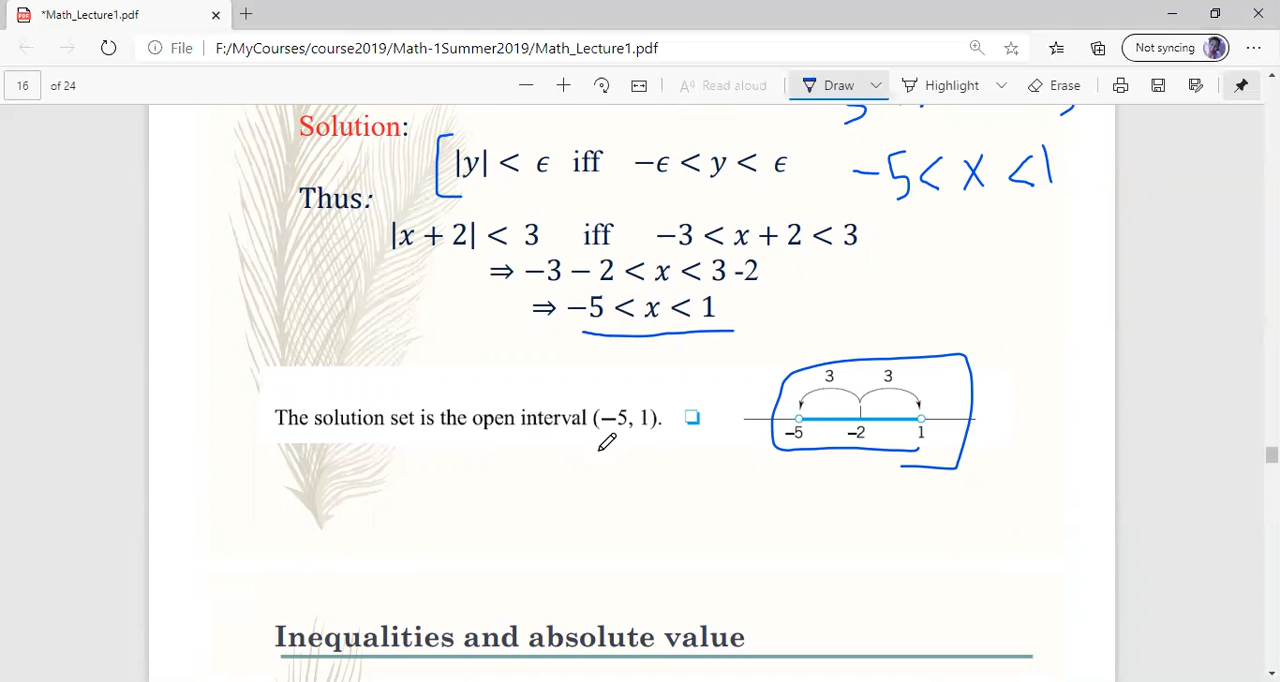 *Math_Lecture1.pdf
File F:/MyCourses/course2019/Math-1Summer2019/Math_Lecture1.pdf Not syncing
16 of 24 Read aloud Draw Highlight Erase
Solution:
|y| < ϵ iff −ϵ < y < ϵ
−5 < x < 1
Thus:
|x + 2| < 3 iff −3 < x + 2 < 3
⇒ −3 − 2 < x < 3 -2
⇒ −5 < x < 1
3 3
The solution set is the open interval (−5, 1).
−5 −2 1
Inequalities and absolute value